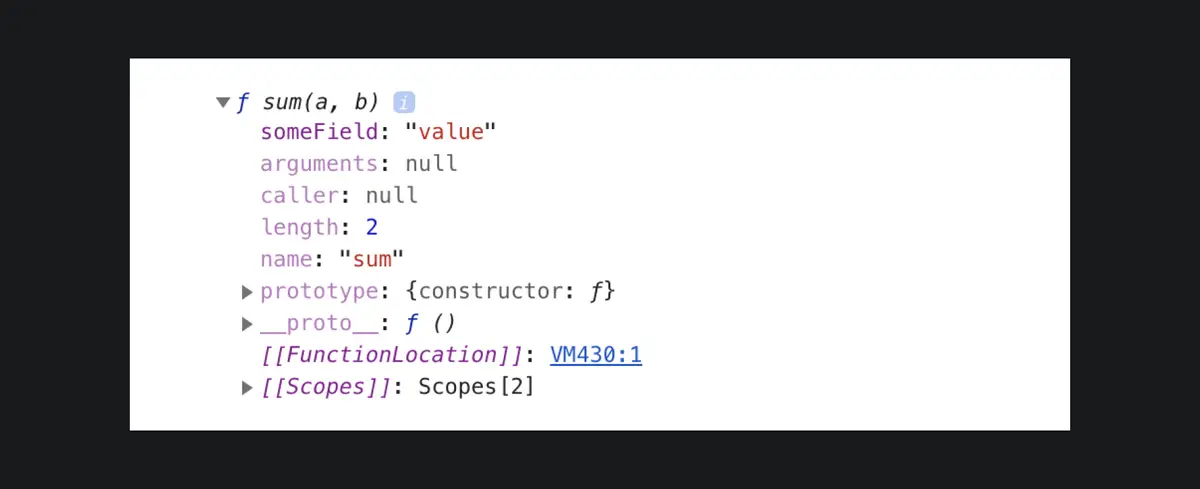 ▼ƒ sum(a, b) i
someField: "value"
arguments: null
caller: null
length: 2
name: "sum"
▶ prototype: {constructor: ƒ}
▶ __proto__: ƒ ()
[[FunctionLocation]]: VM430:1
▶ [[Scopes]]: Scopes[2]